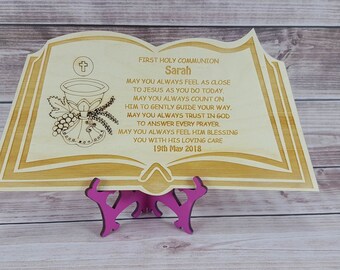 FIRST HOLY COMMUNION
Sarah
MAY YOU ALWAYS FEEL AS CLOSE
TO JESUS AS YOU DO TODAY.
MAY YOU ALWAYS COUNT ON
HIM TO GENTLY GUIDE YOUR WAY.
MAY YOU ALWAYS TRUST IN GOD
TO ANSWER EVERY PRAYER.
MAY YOU ALWAYS FEEL HIM BLESSING
YOU WITH HIS LOVING CARE
19th May 2018